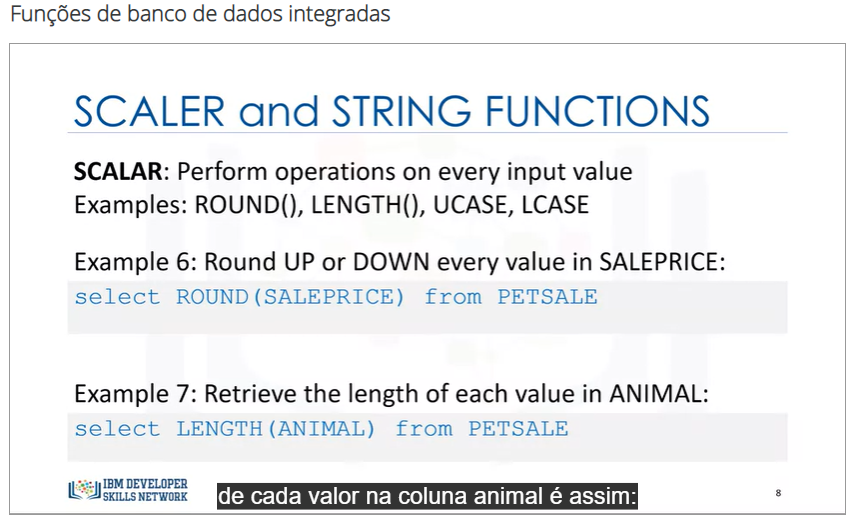 Funções de banco de dados integradas
SCALER and STRING FUNCTIONS
SCALAR: Perform operations on every input value
Examples: ROUND(), LENGTH(), UCASE, LCASE
Example 6: Round UP or DOWN every value in SALEPRICE:
select ROUND(SALEPRICE) from PETSALE
Example 7: Retrieve the length of each value in ANIMAL:
select LENGTH(ANIMAL) from PETSALE
IBM DEVELOPER
SKILLS NETWORK
de cada valor na coluna animal é assim:
8